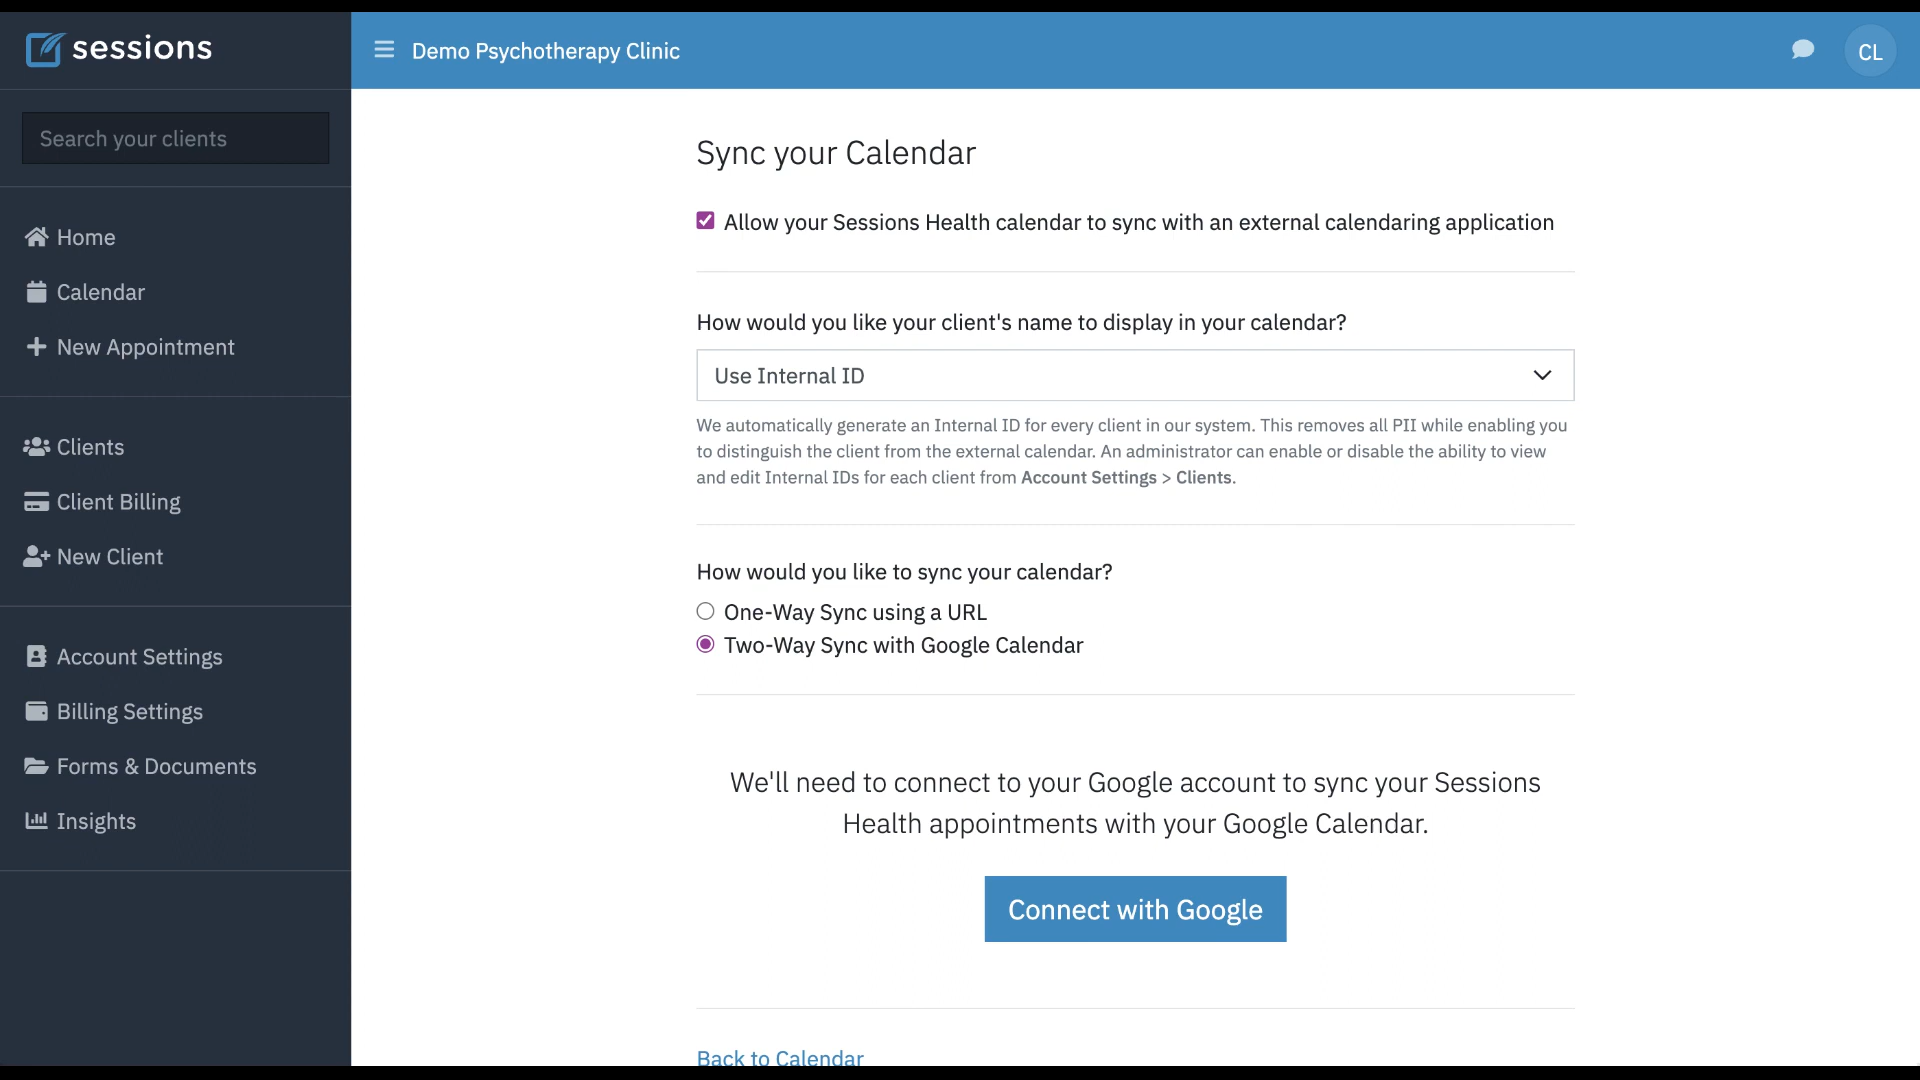 sessions
Demo Psychotherapy Clinic
CL
Search your clients
Home
Calendar
New Appointment
Clients
Client Billing
New Client
Account Settings
Billing Settings
Forms & Documents
Insights
Sync your Calendar
Allow your Sessions Health calendar to sync with an external calendaring application
How would you like your client's name to display in your calendar?
Use Internal ID
We automatically generate an Internal ID for every client in our system. This removes all PII while enabling you
to distinguish the client from the external calendar. An administrator can enable or disable the ability to view
and edit Internal IDs for each client from Account Settings > Clients.
How would you like to sync your calendar?
One-Way Sync using a URL
Two-Way Sync with Google Calendar
We'll need to connect to your Google account to sync your Sessions
Health appointments with your Google Calendar.
Connect with Google
Back to Calendar